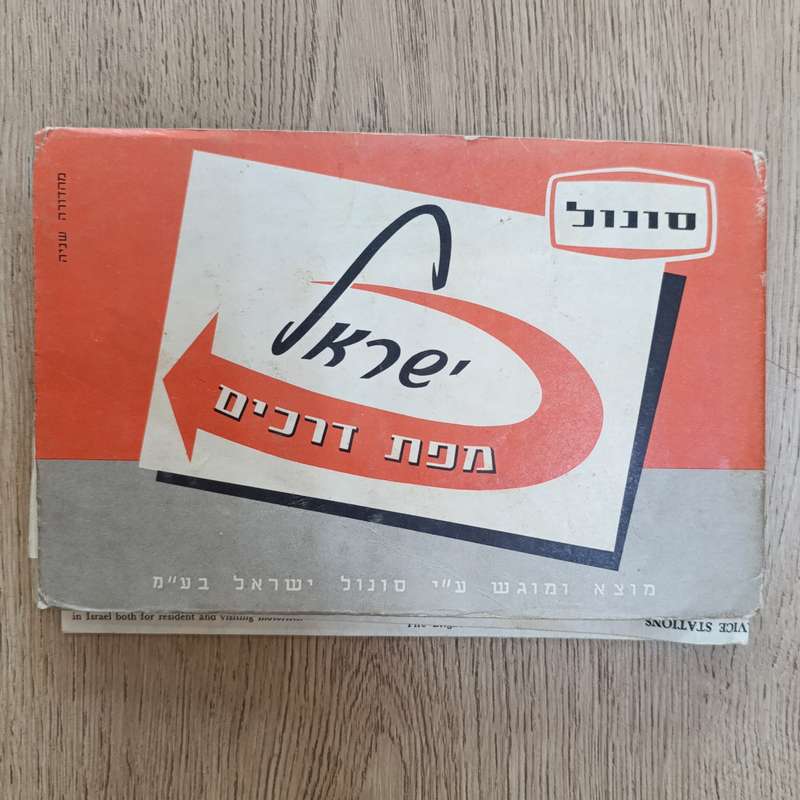 מהדורה שניה
סונול
ישראל
מפת דרכים
מוצא ומוגש ע"י סונול ישראל בע"מ
in Israel both for resident and visiting
VICE STATIONS